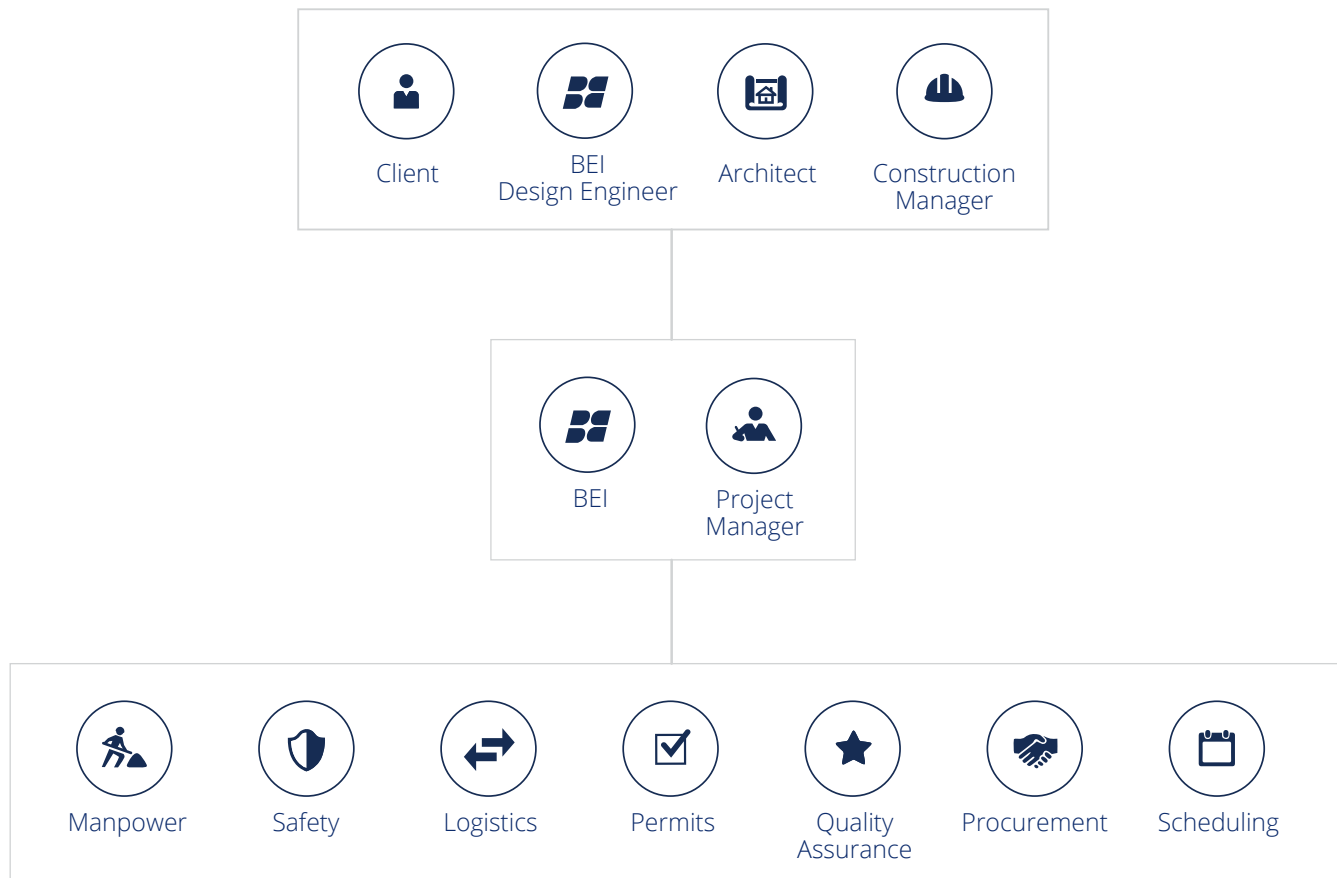 Client
BEI
Design Engineer
Architect
Construction
Manager
BEI
Project
Manager
Manpower
Safety
Logistics
Permits
Quality
Assurance
Procurement
Scheduling